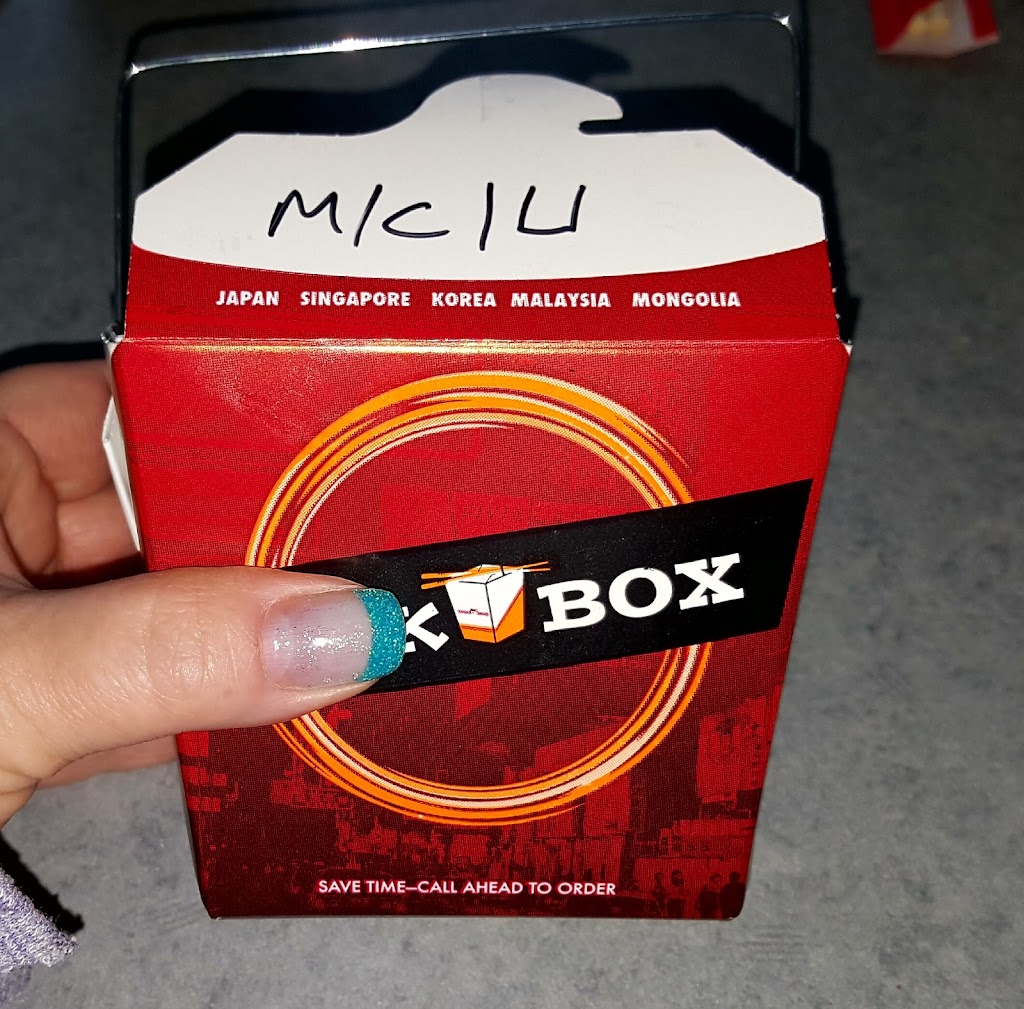 M/C/U
JAPAN SINGAPORE KOREA MALAYSIA MONGOLIA
K BOX
SAVE TIME–CALL AHEAD TO ORDER